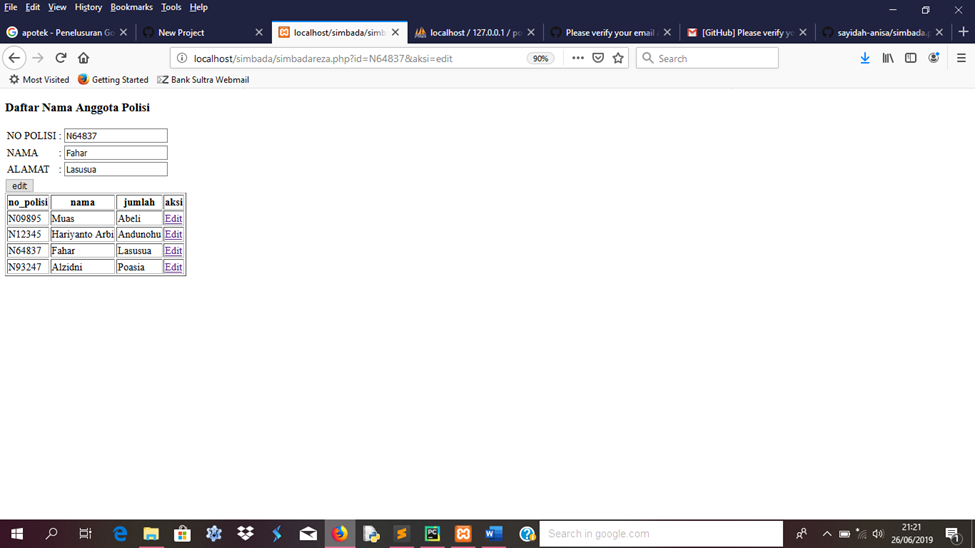 File Edit View History Bookmarks Tools Help
apotek - Penelusuran Go
New Project
localhost/simbada/simb
localhost / 127.0.0.1 / po
Please verify your email a
[GitHub] Please verify yo
sayidah-anisa/simbada.p
localhost/simbada/simbadareza.php?id=N64837&aksi=edit 90% Search
Most Visited Getting Started Bank Sultra Webmail
Daftar Nama Anggota Polisi
NO POLISI : N64837
NAMA : Fahar
ALAMAT : Lasusua
edit
no_polisi nama jumlah aksi
N09895 Muas Abeli Edit
N12345 Hariyanto Arbi Andunohu Edit
N64837 Fahar Lasusua Edit
N93247 Alzidni Poasia Edit
Search in google.com
21:21
26/06/2019
1